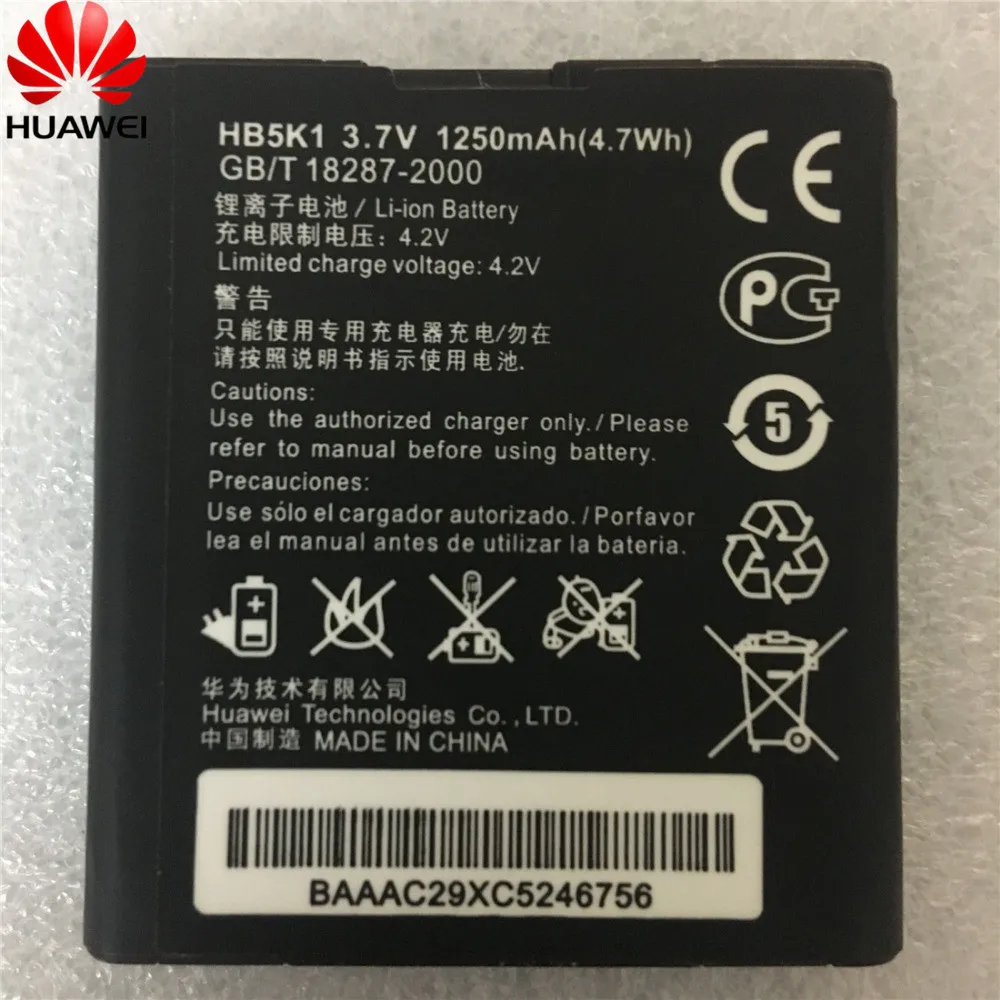 HUAWEI
HB5K1 3.7V 1250mAh(4.7Wh)
GB/T 18287-2000
锂离子电池 / Li-ion Battery
充电限制电压: 4.2V
Limited charge voltage: 4.2V
警告
只能使用专用充电器充电/勿在
请按照说明书指示使用电池.
Cautions:
Use the authorized charger only./Please
refer to manual before using battery.
Precauciones:
Use sólo el cargador autorizado./Porfavor
lea el manual antes de utilizar la bateria.
华为技术有限公司
Huawei Technologies Co.,LTD.
中国制造 MADE IN CHINA
BAAAC29XC5246756
CE
PCT
5